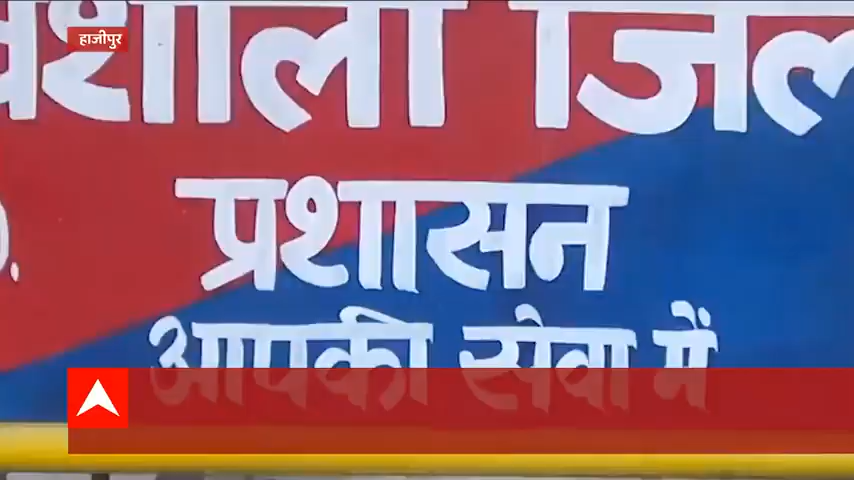 हाजीपुर
वैशाली जिला
प्रशासन
आपकी सेवा में